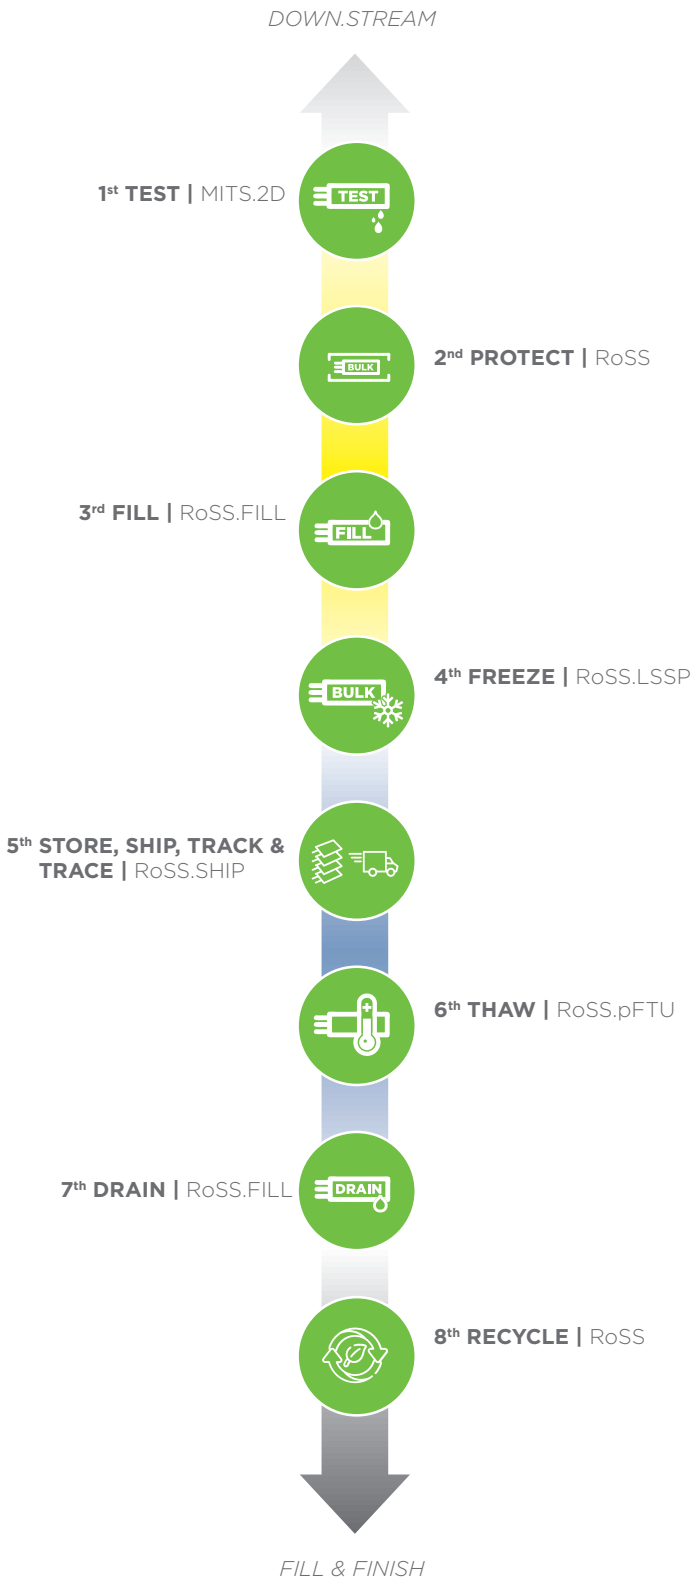 DOWN.STREAM
1st TEST | MITS.2D
TEST
2nd PROTECT | RoSS
BULK
3rd FILL | RoSS.FILL
FILL
4th FREEZE | RoSS.LSSP
BULK
5th STORE, SHIP, TRACK &
TRACE | RoSS.SHIP
6th THAW | RoSS.pFTU
7th DRAIN | RoSS.FILL
DRAIN
8th RECYCLE | RoSS
FILL & FINISH